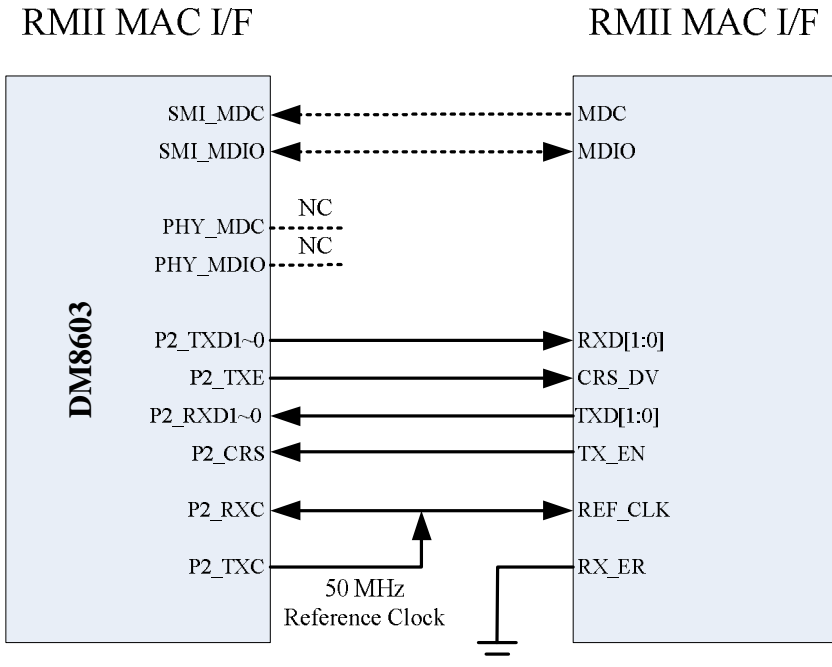 RMII MAC I/F
RMII MAC I/F
SMI_MDC
MDC
SMI_MDIO
MDIO
PHY_MDC
NC
PHY_MDIO
NC
DM8603
P2_TXD1~0
RXD[1:0]
P2_TXE
CRS_DV
P2_RXD1~0
TXD[1:0]
P2_CRS
TX_EN
P2_RXC
REF_CLK
P2_TXC
RX_ER
50 MHz
Reference Clock